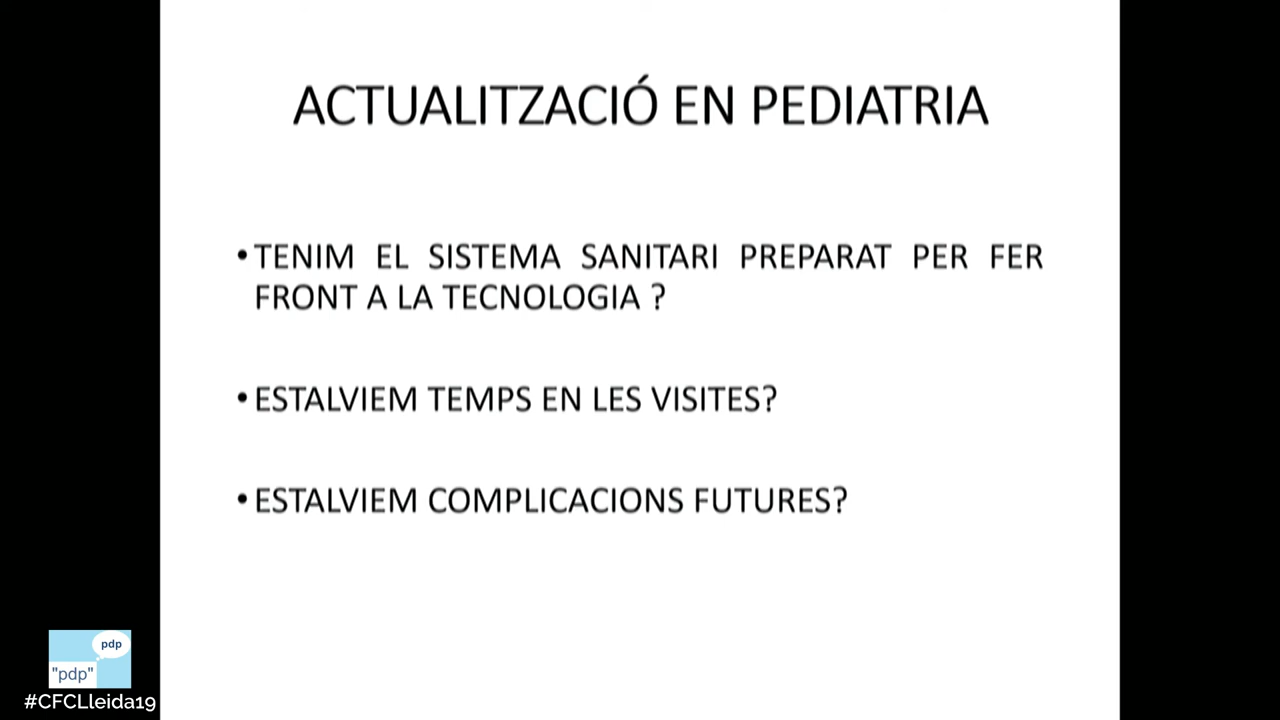 ACTUALITZACIÓ EN PEDIATRIA
• TENIM EL SISTEMA SANITARI PREPARAT PER FER
FRONT A LA TECNOLOGIA ?
• ESTALVIEM TEMPS EN LES VISITES?
• ESTALVIEM COMPLICACIONS FUTURES?
pdp
"pdp"
#CFCLleida19